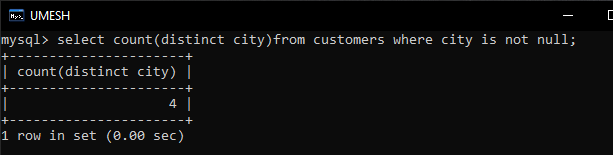 UMESH
mysql> select count(distinct city)from customers where city is not null;
+----------------------+
| count(distinct city) |
+----------------------+
|                    4 |
+----------------------+
1 row in set (0.00 sec)